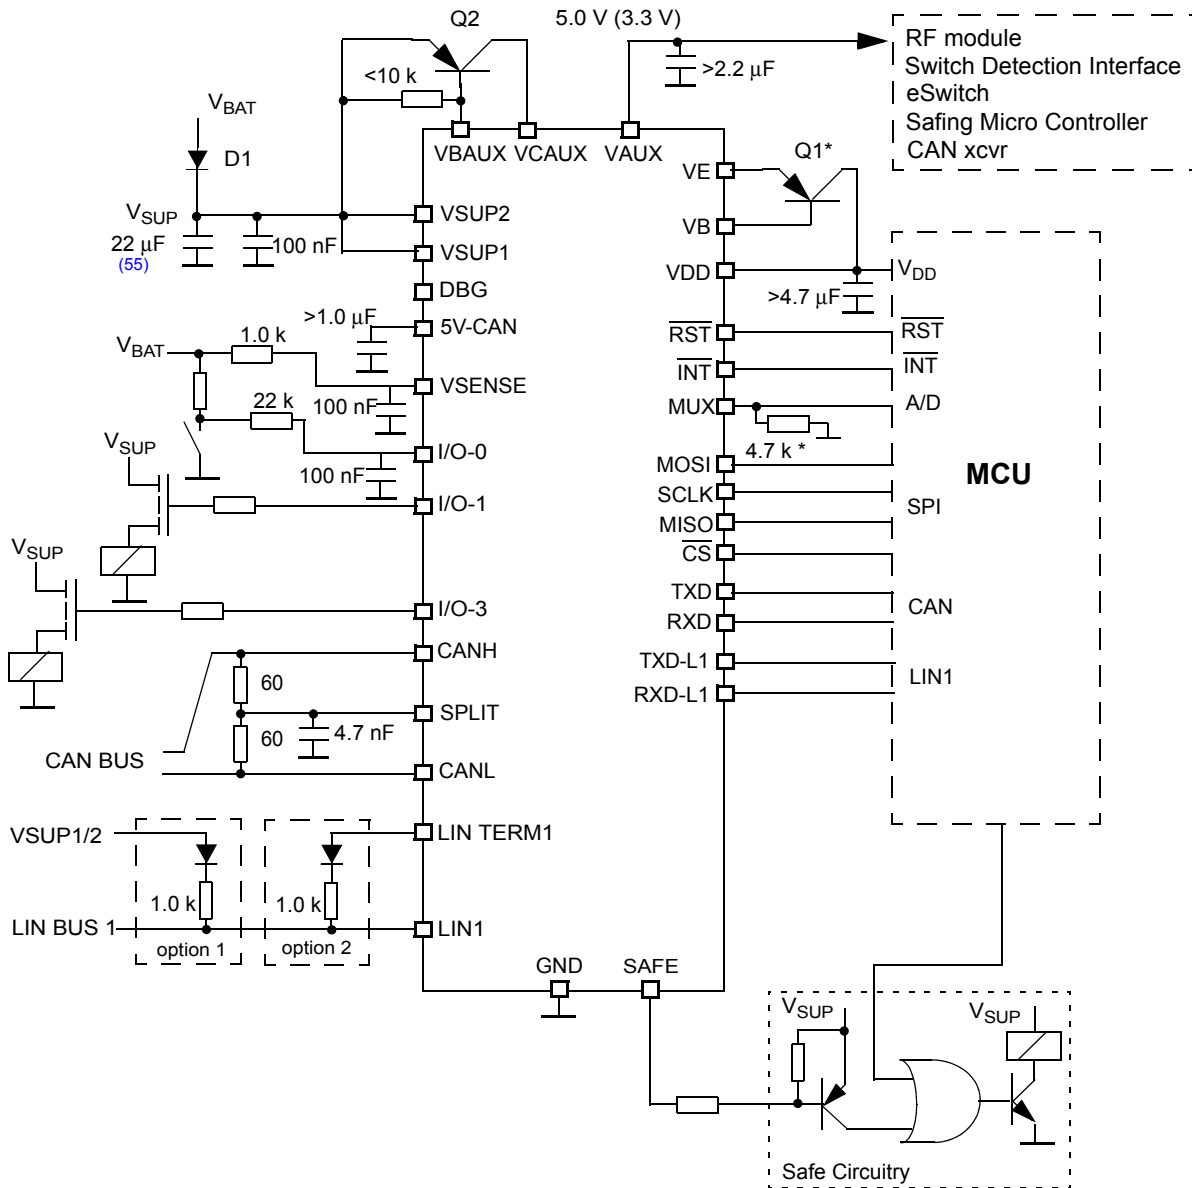 Q2
5.0 V (3.3 V)
RF module
Switch Detection Interface
eSwitch
Safing Micro Controller
CAN xcvr
>2.2 μF
<10 k
VBAT
D1
VBAUX
VCAUX
VAUX
Q1*
VE
VB
VSUP
22 μF
(55)
100 nF
VSUP2
VSUP1
DBG
5V-CAN
>1.0 μF
VDD
VDD
>4.7 μF
RST
RST
INT
INT
VBAT
1.0 k
VSENSE
100 nF
MUX
A/D
4.7 k *
22 k
I/O-0
100 nF
VSUP
I/O-1
MOSI
SCLK
MISO
CS
SPI
MCU
VSUP
I/O-3
TXD
RXD
CAN
CANH
60
SPLIT
60
4.7 nF
CANL
CAN BUS
TXD-L1
RXD-L1
LIN1
VSUP1/2
LIN TERM1
1.0 k
1.0 k
LIN BUS 1
LIN1
option 1
option 2
GND
SAFE
VSUP
VSUP
Safe Circuitry